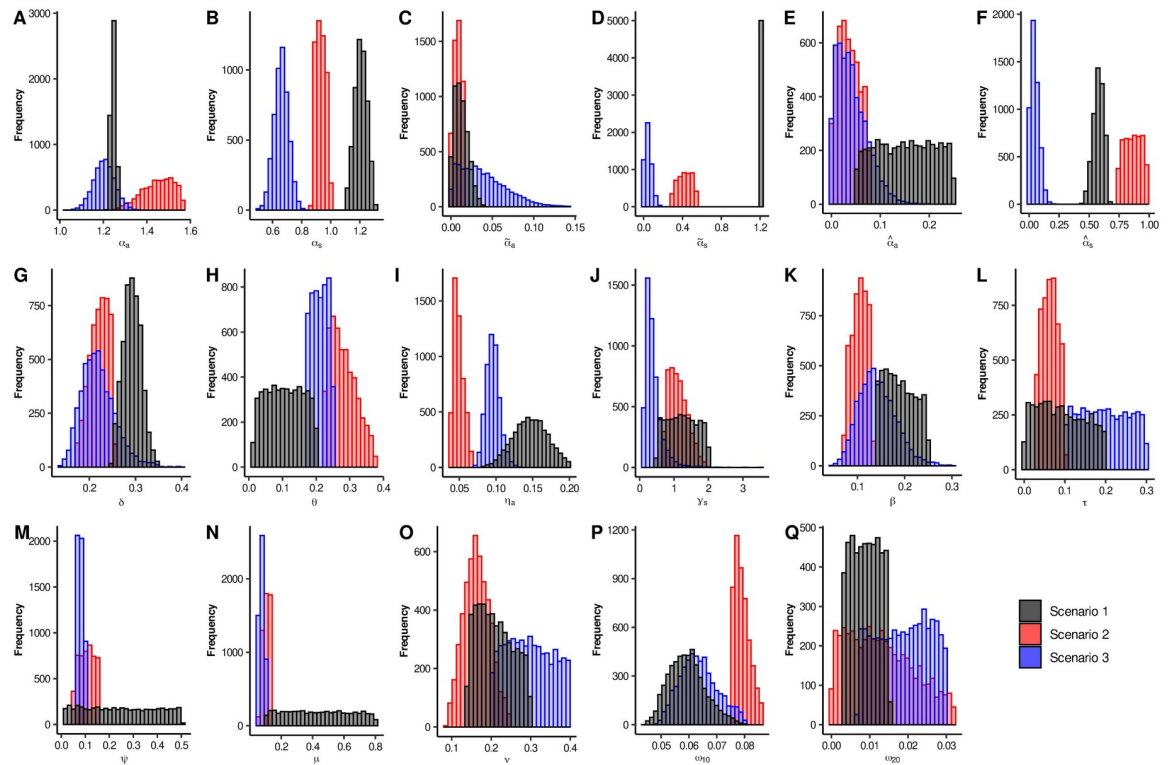 A
Frequency
3000
2000
1000
0
1.0 1.2 1.4 1.6
αa
B
Frequency
1000
500
0
0.6 0.8 1.0 1.2
αs
C
Frequency
1500
1000
500
0
0.00 0.05 0.10 0.15
α̃a
D
Frequency
5000
4000
3000
2000
1000
0
0.0 0.4 0.8 1.2
α̃s
E
Frequency
600
400
200
0
0.0 0.1 0.2
α̂a
F
Frequency
2000
1500
1000
500
0
0.00 0.25 0.50 0.75 1.00
α̂s
G
Frequency
750
500
250
0
0.2 0.3 0.4
δ
H
Frequency
800
600
400
200
0
0.0 0.1 0.2 0.3 0.4
θ
I
Frequency
1500
1000
500
0
0.05 0.10 0.15 0.20
ηa
J
Frequency
1500
1000
500
0
0 1 2 3
γs
K
Frequency
750
500
250
0
0.1 0.2 0.3
β
L
Frequency
750
500
250
0
0.0 0.1 0.2 0.3
τ
M
Frequency
2000
1500
1000
500
0
0.0 0.1 0.2 0.3 0.4 0.5
ψ
N
Frequency
2000
1000
0
0.2 0.4 0.6 0.8
μ
O
Frequency
600
400
200
0
0.1 0.2 0.3 0.4
ν
P
Frequency
1200
900
600
300
0
0.05 0.06 0.07 0.08
ω10
Q
Frequency
500
400
300
200
100
0
0.00 0.01 0.02 0.03
ω20
Scenario 1
Scenario 2
Scenario 3